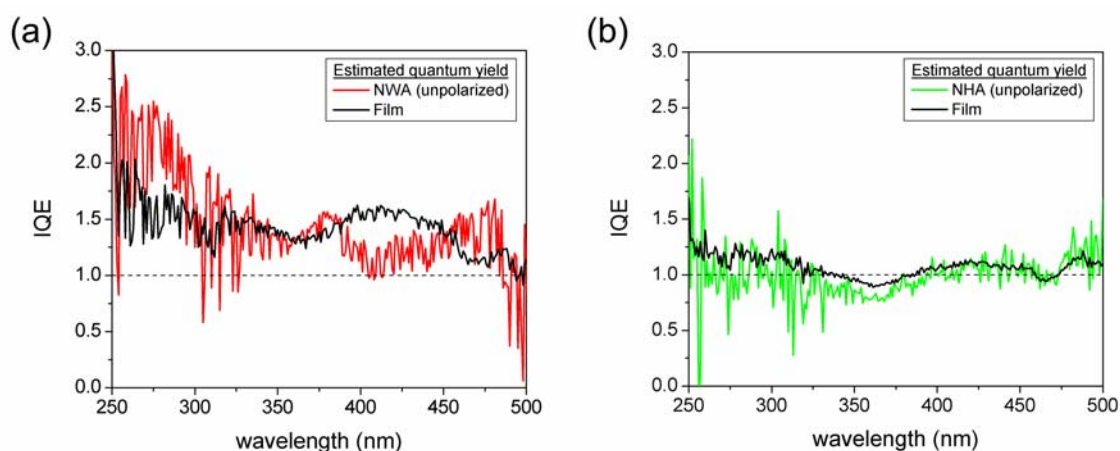 (a)
3.0
2.5
2.0
1.5
1.0
0.5
0.0
IQE
Estimated quantum yield
NWA (unpolarized)
Film
250 300 350 400 450 500
wavelength (nm)
(b)
3.0
2.5
2.0
1.5
1.0
0.5
0.0
IQE
Estimated quantum yield
NHA (unpolarized)
Film
250 300 350 400 450 500
wavelength (nm)